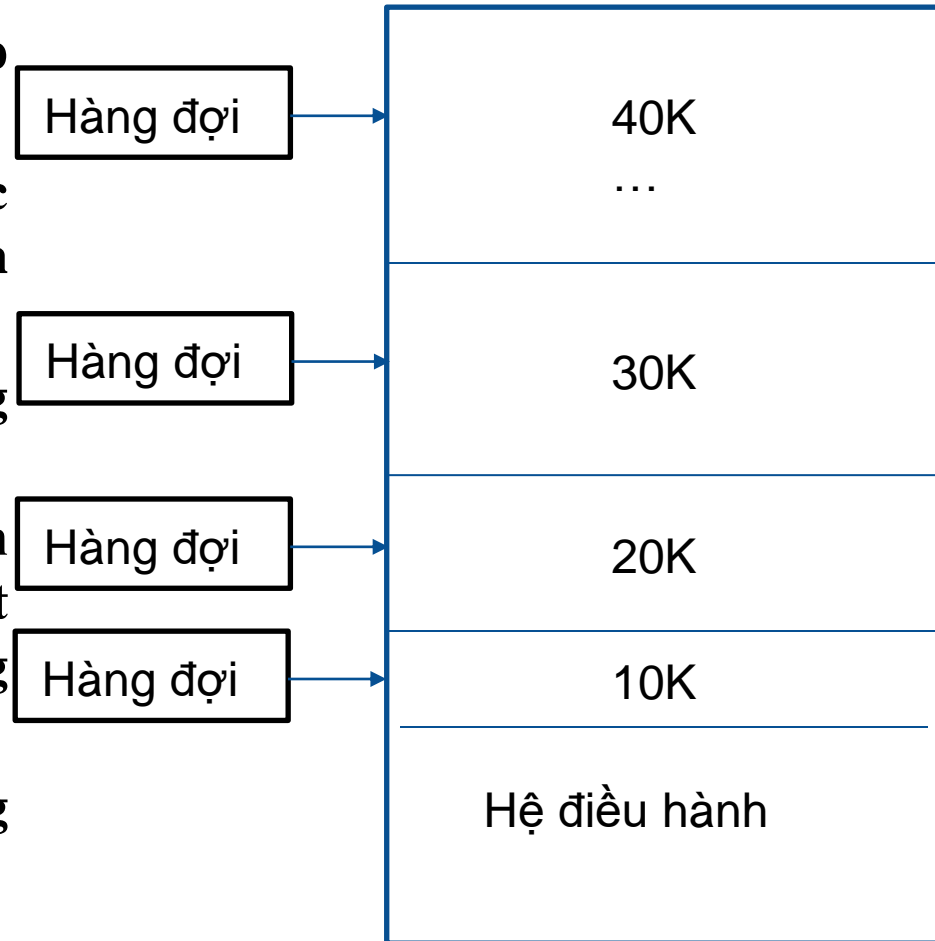 Hàng đợi
40K
…
Hàng đợi
30K
Hàng đợi
20K
Hàng đợi
10K
Hệ điều hành